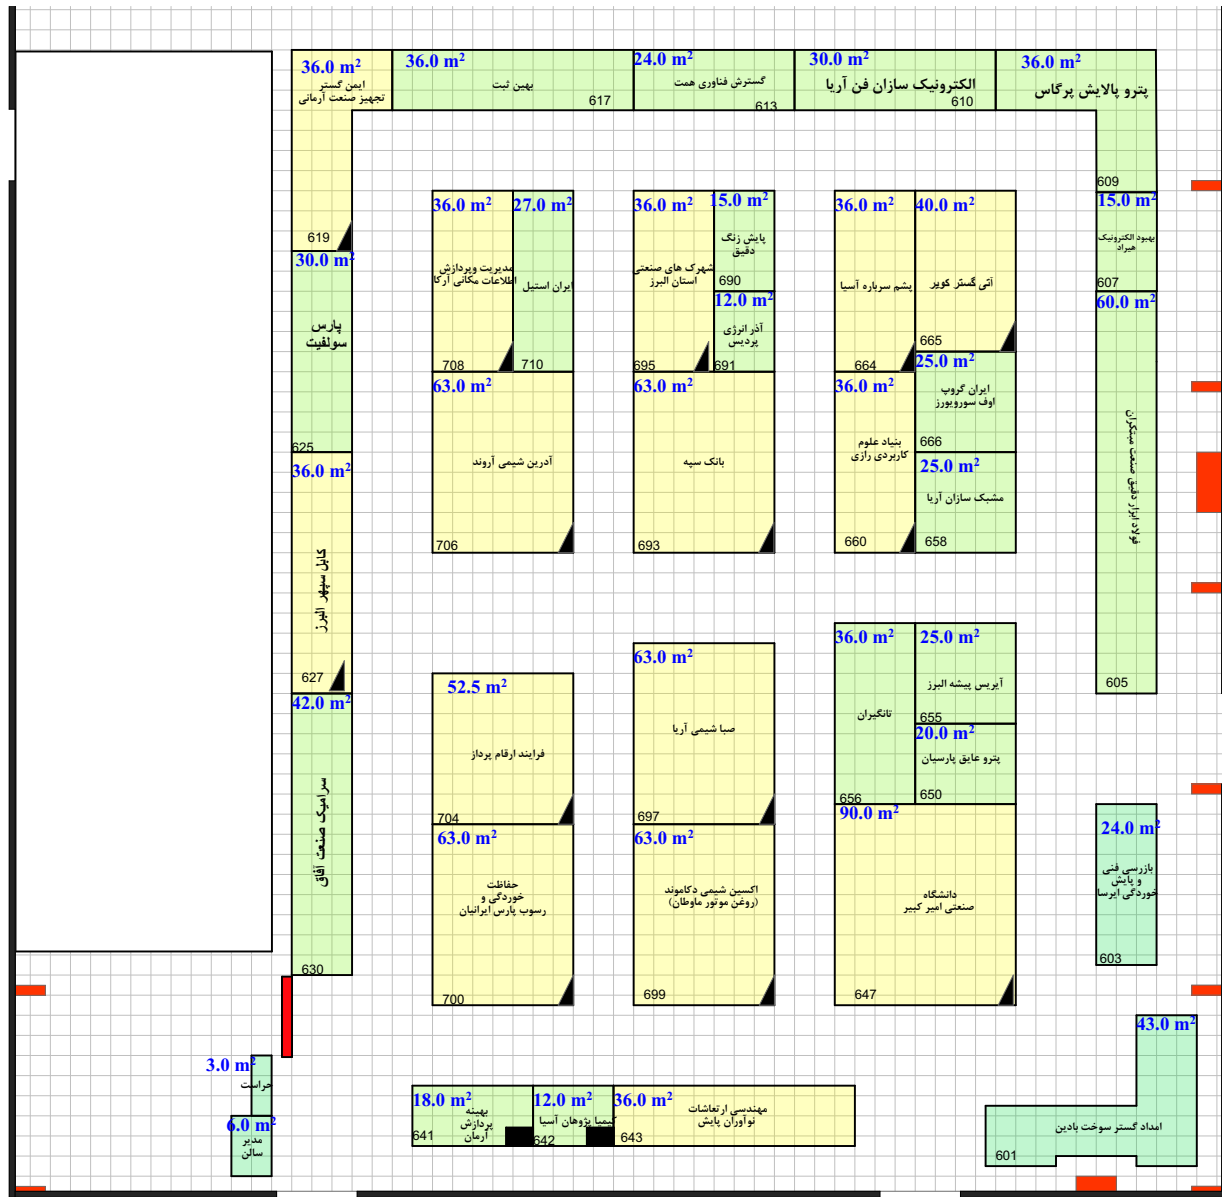 36.0 m²
ایمن گستر
تجهیز صنعت آرمانی
619
36.0 m²
بهین ثبت
617
24.0 m²
گسترش فناوری همت
613
30.0 m²
الکترونیک سازان فن آریا
610
36.0 m²
پترو پالایش پرگاس
609
15.0 m²
بهبود الکترونیک
هیراد
607
60.0 m²
فولاد ابزار دقیق صنعت مبتکران
605
30.0 m²
پارس
سولفیت
625
36.0 m²
کابل سپهر البرز
627
42.0 m²
سرامیک صنعت آفاق
630
36.0 m²
مدیریت وپردازش
اطلاعات مکانی آرکا
708
27.0 m²
ایران استیل
710
36.0 m²
شهرک های صنعتی
استان البرز
695
15.0 m²
پایش زنگ
دقیق
690
12.0 m²
آذر انرژی
پردیس
691
36.0 m²
پشم سرباره آسیا
664
40.0 m²
آتی گستر کویر
665
63.0 m²
آدرین شیمی آروند
706
63.0 m²
بانک سپه
693
36.0 m²
بنیاد علوم
کاربردی رازی
660
25.0 m²
ایران گروپ
اوف سورویورز
666
25.0 m²
مشبک سازان آریا
658
52.5 m²
فرایند ارقام پرداز
704
63.0 m²
صبا شیمی آریا
697
36.0 m²
تانگیران
656
25.0 m²
آیریس پیشه البرز
655
20.0 m²
پترو عایق پارسیان
650
63.0 m²
حفاظت
خوردگی و
رسوب پارس ایرانیان
700
63.0 m²
اکسین شیمی دکاموند
(روغن موتور ماوطان)
699
90.0 m²
دانشگاه
صنعتی امیر کبیر
647
24.0 m²
بازرسی فنی
و پایش
خوردگی ایرسا
603
43.0 m²
امداد گستر سوخت بادین
601
3.0 m²
حراست
6.0 m²
مدیر
سالن
18.0 m²
بهینه
پردازش
آرمان
641
12.0 m²
کیمیا پژوهان آسیا
642
36.0 m²
مهندسی ارتعاشات
نوآوران پایش
643